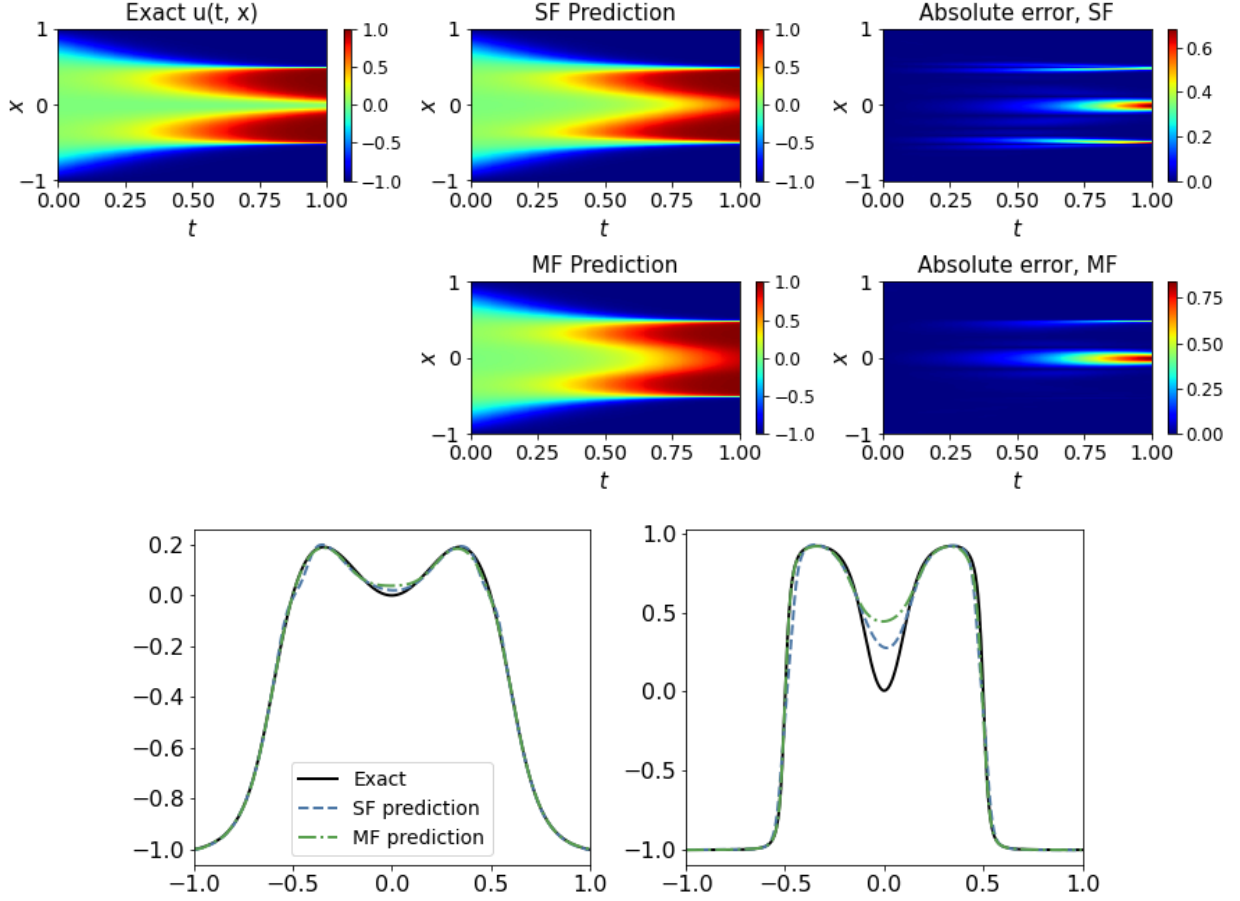 Exact u(t, x)
SF Prediction
Absolute error, SF
x
1
0
−1
0.00 0.25 0.50 0.75 1.00
t
1.0
0.5
0.0
−0.5
−1.0
x
1
0
−1
0.00 0.25 0.50 0.75 1.00
t
1.0
0.5
0.0
−0.5
−1.0
x
1
0
−1
0.00 0.25 0.50 0.75 1.00
t
0.6
0.4
0.2
0.0
MF Prediction
Absolute error, MF
x
1
0
−1
0.00 0.25 0.50 0.75 1.00
t
1.0
0.5
0.0
−0.5
−1.0
x
1
0
−1
0.00 0.25 0.50 0.75 1.00
t
0.75
0.50
0.25
0.00
0.2
0.0
−0.2
−0.4
−0.6
−0.8
−1.0
−1.0 −0.5 0.0 0.5 1.0
Exact
SF prediction
MF prediction
1.0
0.5
0.0
−0.5
−1.0
−1.0 −0.5 0.0 0.5 1.0